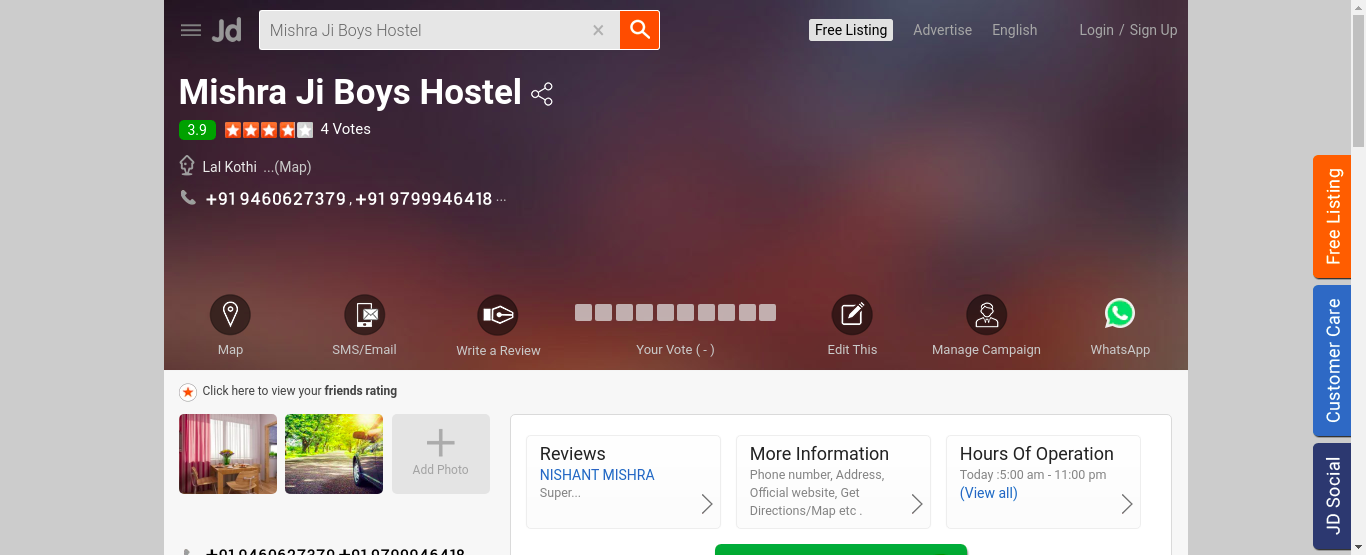 Jd
Mishra Ji Boys Hostel
Free Listing
Advertise
English
Login / Sign Up
Mishra Ji Boys Hostel
3.9
4 Votes
Lal Kothi ...(Map)
+91 9460627379 , +91 9799946418 ...
Map
SMS/Email
Write a Review
Your Vote ( - )
Edit This
Manage Campaign
WhatsApp
Click here to view your friends rating
Add Photo
Reviews
NISHANT MISHRA
Super...
More Information
Phone number, Address,
Official website, Get
Directions/Map etc .
Hours Of Operation
Today :5:00 am - 11:00 pm
(View all)
+91 9460627379 +91 9799946418
Free Listing
Customer Care
JD Social